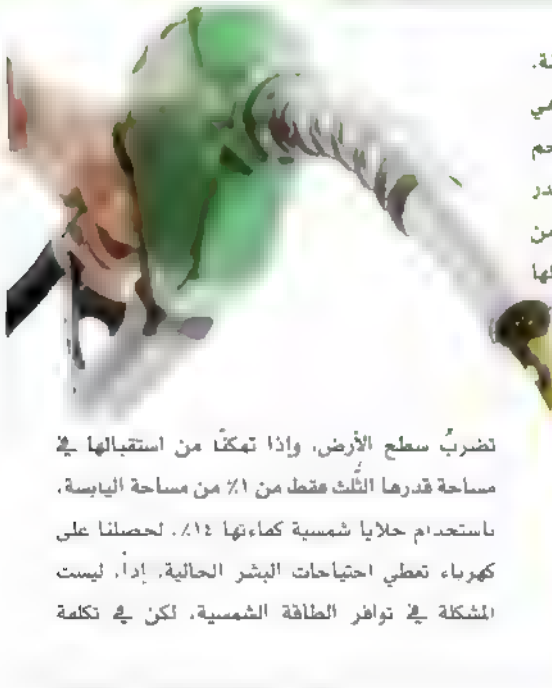 تضربُ سطح الأرض. وإذا تمكنّا من استقبالها في
مساحة قدرها الثُلث فقط من ١٪ من مساحة اليابسة،
باستخدام خلايا شمسية كفاءتها ١٤٪، لحصلنا على
كهرباء تغطي احتياجات البشر الحالية. إذاً، ليست
المشكلة في توافر الطاقة الشمسية، لكن في تكلفة